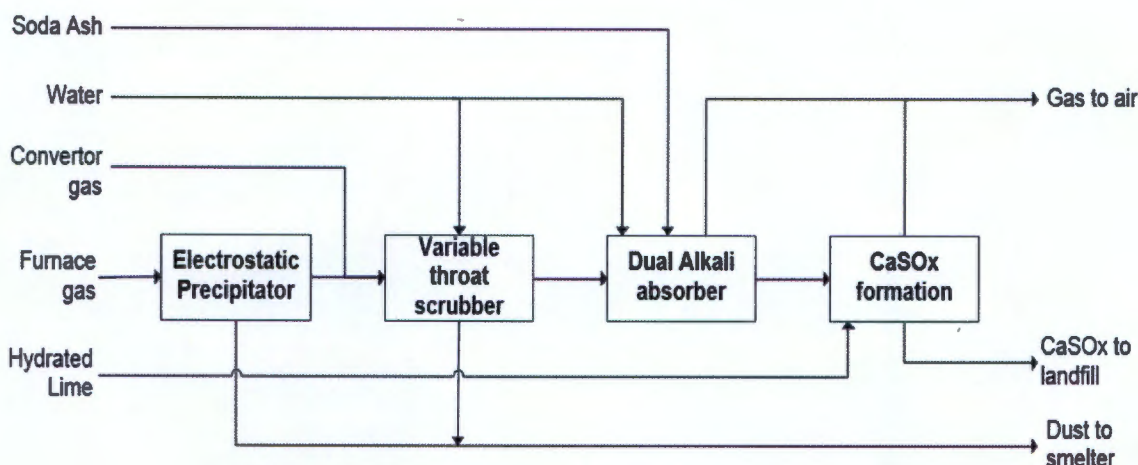 Soda Ash
Water
Convertor
gas
Furnace
gas
Hydrated
Lime
Electrostatic
Precipitator
Variable
throat
scrubber
Dual Alkali
absorber
CaSOx
formation
Gas to air
CaSOx to
landfill
Dust to
smelter